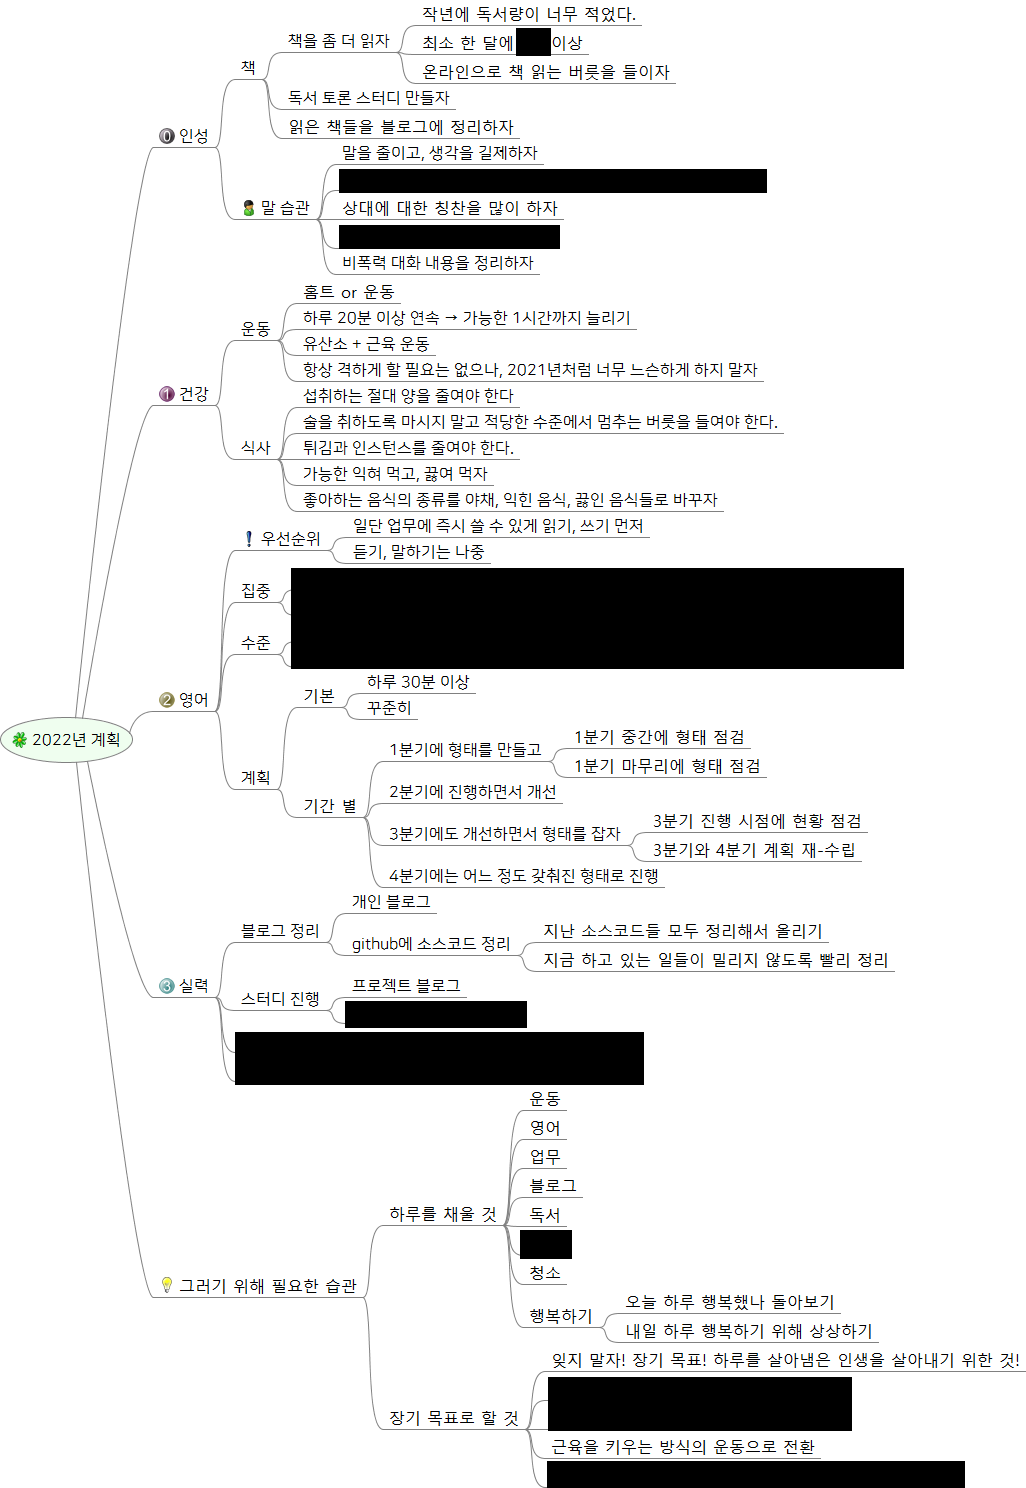 2022년 계획
0 인성
책
책을 좀 더 읽자
작년에 독서량이 너무 적었다.
최소 한 달에 이상
온라인으로 책 읽는 버릇을 들이자
독서 토론 스터디 만들자
읽은 책들을 블로그에 정리하자
말 습관
말을 줄이고, 생각을 길제하자
상대에 대한 칭찬을 많이 하자
비폭력 대화 내용을 정리하자
1 건강
운동
홈트 or 운동
하루 20분 이상 연속 → 가능한 1시간까지 늘리기
유산소 + 근육 운동
항상 격하게 할 필요는 없으나, 2021년처럼 너무 느슨하게 하지 말자
식사
섭취하는 절대 양을 줄여야 한다
술을 취하도록 마시지 말고 적당한 수준에서 멈추는 버릇을 들여야 한다.
튀김과 인스턴스를 줄여야 한다.
가능한 익혀 먹고, 끓여 먹자
좋아하는 음식의 종류를 야채, 익힌 음식, 끓인 음식들로 바꾸자
2 영어
우선순위
일단 업무에 즉시 쓸 수 있게 읽기, 쓰기 먼저
듣기, 말하기는 나중
집중
수준
계획
기본
하루 30분 이상
꾸준히
기간 별
1분기에 형태를 만들고
1분기 중간에 형태 점검
1분기 마무리에 형태 점검
2분기에 진행하면서 개선
3분기에도 개선하면서 형태를 잡자
3분기 진행 시점에 현황 점검
3분기와 4분기 계획 재-수립
4분기에는 어느 정도 갖춰진 형태로 진행
3 실력
블로그 정리
개인 블로그
github에 소스코드 정리
지난 소스코드들 모두 정리해서 올리기
지금 하고 있는 일들이 밀리지 않도록 빨리 정리
스터디 진행
프로젝트 블로그
그러기 위해 필요한 습관
하루를 채울 것
운동
영어
업무
블로그
독서
청소
행복하기
오늘 하루 행복했나 돌아보기
내일 하루 행복하기 위해 상상하기
장기 목표로 할 것
잊지 말자! 장기 목표! 하루를 살아냄은 인생을 살아내기 위한 것!
근육을 키우는 방식의 운동으로 전환